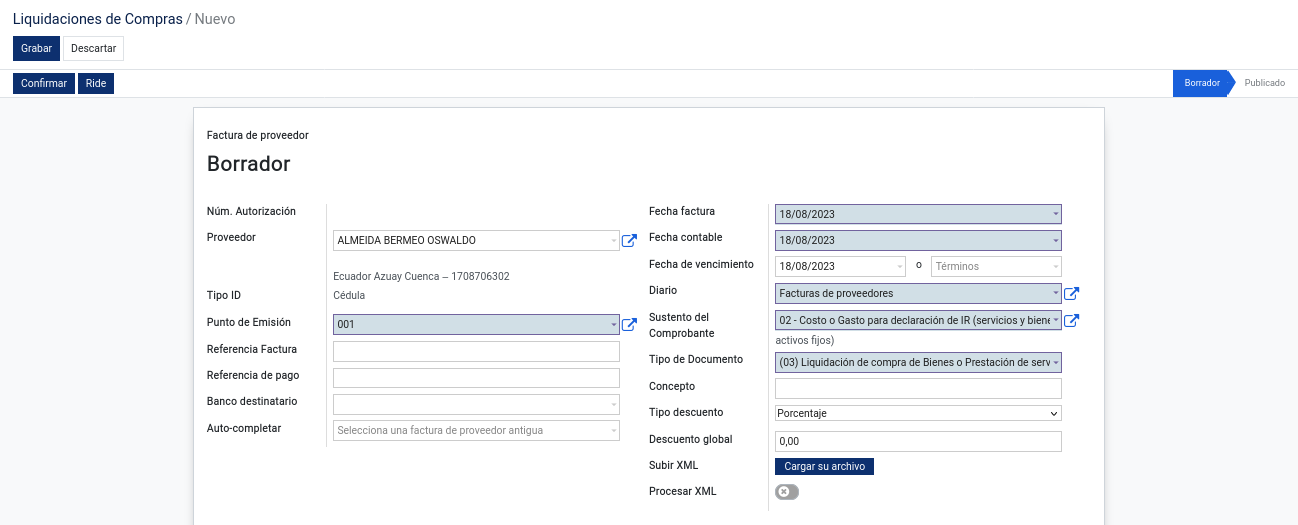 Liquidaciones de Compras / Nuevo
Grabar Descartar
Confirmar Ride
Borrador Publicado
Factura de proveedor
Borrador
Núm. Autorización
Proveedor ALMEIDA BERMEO OSWALDO
Ecuador Azuay Cuenca – 1708706302
Tipo ID Cédula
Punto de Emisión 001
Referencia Factura
Referencia de pago
Banco destinatario
Auto-completar Selecciona una factura de proveedor antigua
Fecha factura 18/08/2023
Fecha contable 18/08/2023
Fecha de vencimiento 18/08/2023 o Términos
Diario Facturas de proveedores
Sustento del Comprobante 02 - Costo o Gasto para declaración de IR (servicios y biene
activos fijos)
Tipo de Documento (03) Liquidación de compra de Bienes o Prestación de serv
Concepto
Tipo descuento Porcentaje
Descuento global 0,00
Subir XML Cargar su archivo
Procesar XML